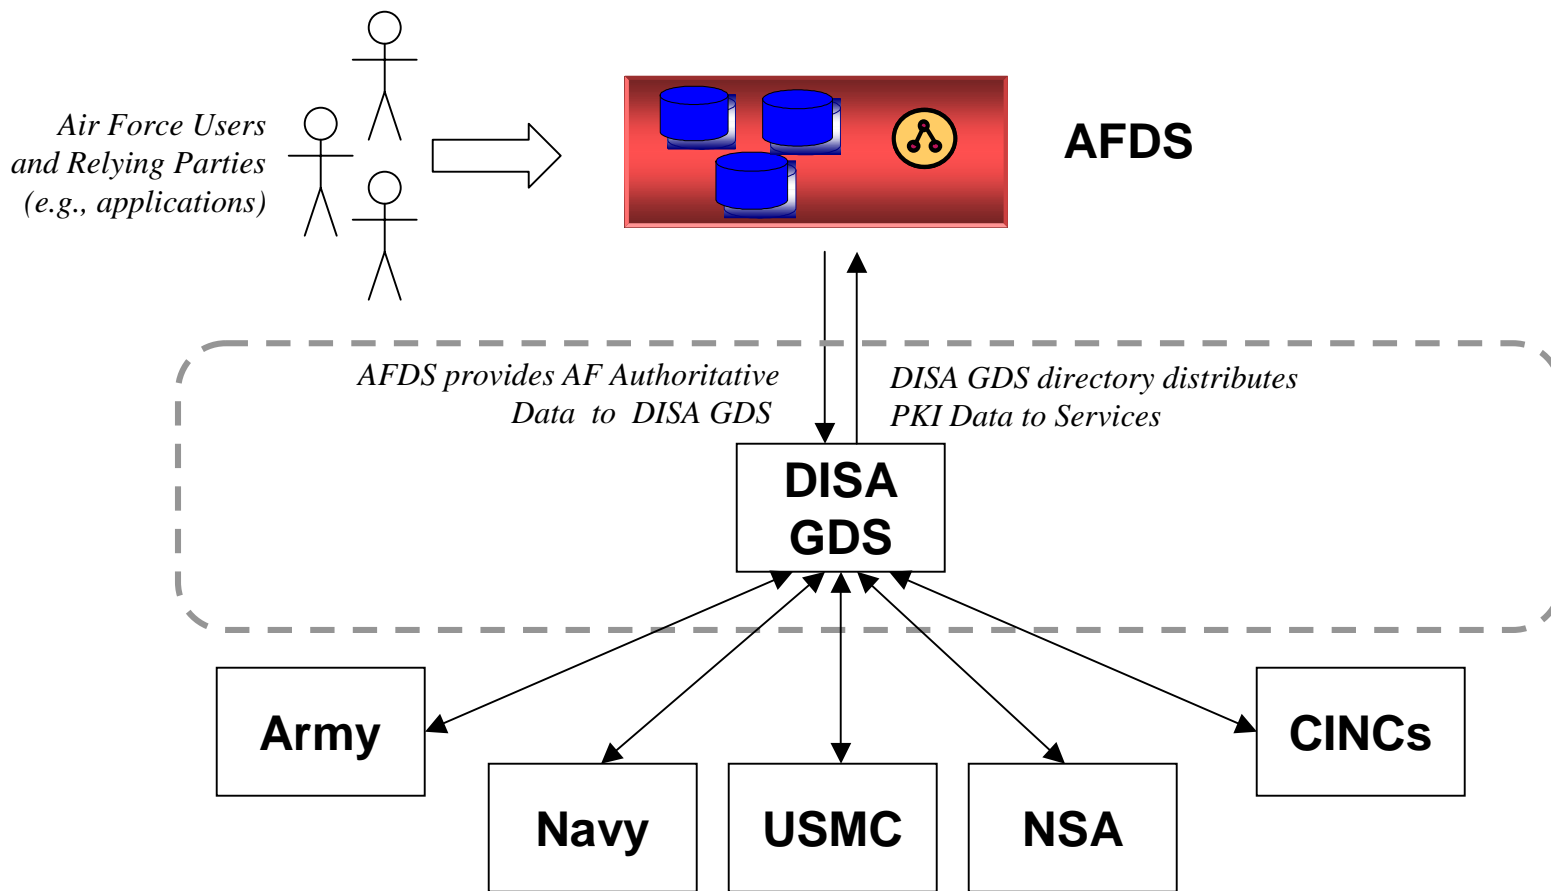 Air Force Users
and Relying Parties
(e.g., applications)
AFDS
AFDS provides AF Authoritative
Data to DISA GDS
DISA GDS directory distributes
PKI Data to Services
DISA
GDS
Army
Navy
USMC
NSA
CINCs